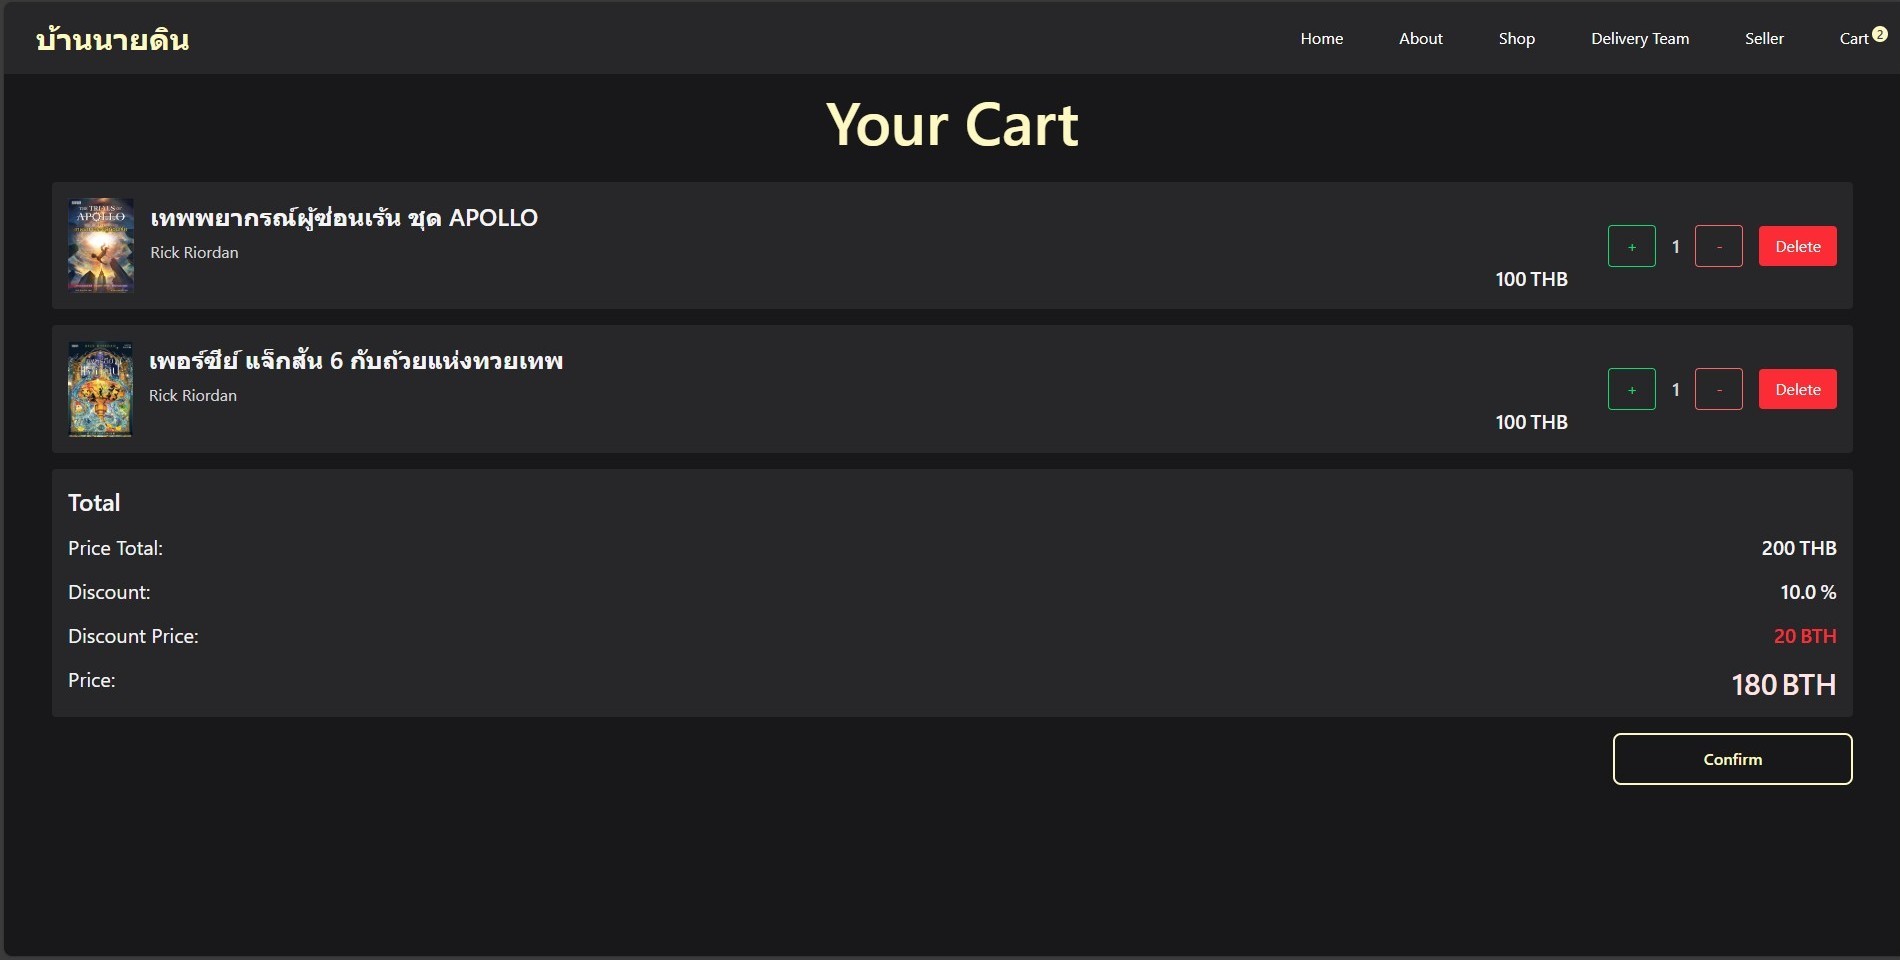 บ้านนายดิน
Home
About
Shop
Delivery Team
Seller
Cart 2
Your Cart
THE TRIALS OF
APOLLO
เทพพยากรณ์ผู้ซ่อนเร้น ชุด APOLLO
Rick Riordan
100 THB
+ 1 - Delete
เพอร์ซีย์ แจ็กสัน 6 กับถ้วยแห่งทวยเทพ
Rick Riordan
100 THB
+ 1 - Delete
Total
Price Total: 200 THB
Discount: 10.0 %
Discount Price: 20 BTH
Price: 180 BTH
Confirm